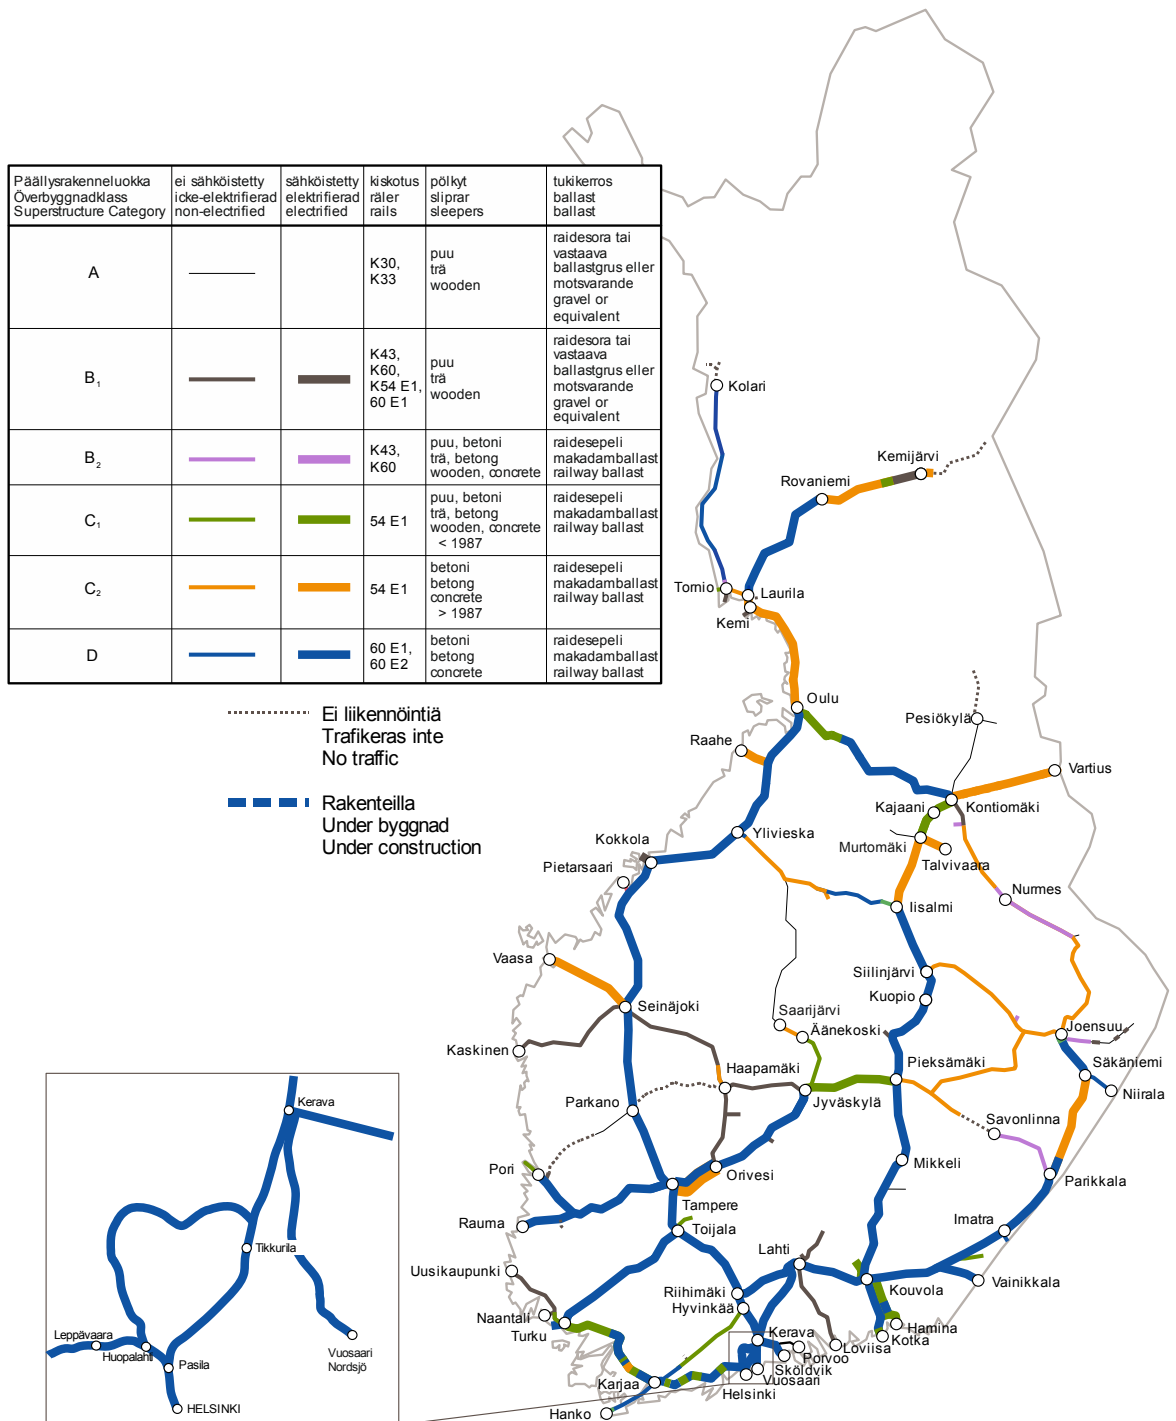 Päällysrakenneluokka
Överbyggnadklass
Superstructure Category
ei sähköistetty
icke-elektrifierad
non-electrified
sähköistetty
elektrifierad
electrified
kiskotus
räler
rails
pölkyt
sliprar
sleepers
tukikerros
ballast
ballast
A
K30,
K33
puu
trä
wooden
raidesora tai
vastaava
ballastgrus eller
motsvarande
gravel or
equivalent
B₁
K43,
K60,
K54 E1,
60 E1
puu
trä
wooden
raidesora tai
vastaava
ballastgrus eller
motsvarande
gravel or
equivalent
B₂
K43,
K60
puu, betoni
trä, betong
wooden, concrete
raidesepeli
makadamballast
railway ballast
C₁
54 E1
puu, betoni
trä, betong
wooden, concrete
< 1987
raidesepeli
makadamballast
railway ballast
C₂
54 E1
betoni
betong
concrete
> 1987
raidesepeli
makadamballast
railway ballast
D
60 E1,
60 E2
betoni
betong
concrete
raidesepeli
makadamballast
railway ballast
Ei liikennöintiä
Trafikeras inte
No traffic
Rakenteilla
Under byggnad
Under construction
Kolari
Kemijärvi
Rovaniemi
Tornio
Laurila
Kemi
Oulu
Pesiökylä
Raahe
Vartius
Kajaani
Kontiomäki
Kokkola
Ylivieska
Murtomäki
Talvivaara
Pietarsaari
Nurmes
Iisalmi
Vaasa
Siilinjärvi
Kuopio
Seinäjoki
Saarijärvi
Äänekoski
Joensuu
Kaskinen
Haapamäki
Pieksämäki
Säkäniemi
Jyväskylä
Niirala
Parkano
Savonlinna
Pori
Orivesi
Mikkeli
Parikkala
Tampere
Rauma
Toijala
Imatra
Lahti
Uusikaupunki
Riihimäki
Kouvola
Vainikkala
Hyvinkää
Naantali
Turku
Hamina
Kotka
Kerava
Loviisa
Porvoo
Sköldvik
Vuosaari
Karjaa
Helsinki
Hanko
Kerava
Tikkurila
Leppävaara
Huopalahti
Pasila
Vuosaari
Nordsjö
HELSINKI